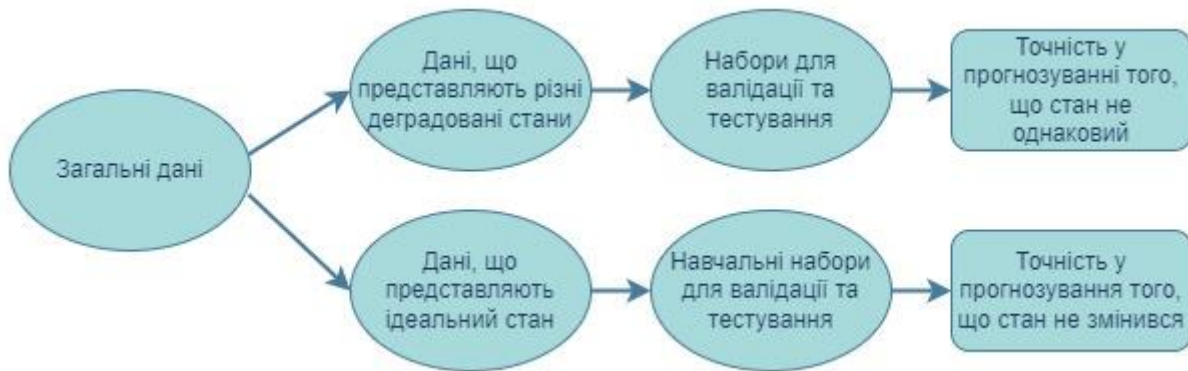 Загальні дані
Дані, що
представляють різні
деградовані стани
Набори для
валідації та
тестування
Точність у
прогнозуванні того,
що стан не
однаковий
Дані, що
представляють
ідеальний стан
Навчальні набори
для валідації та
тестування
Точність у
прогнозування того,
що стан не змінився